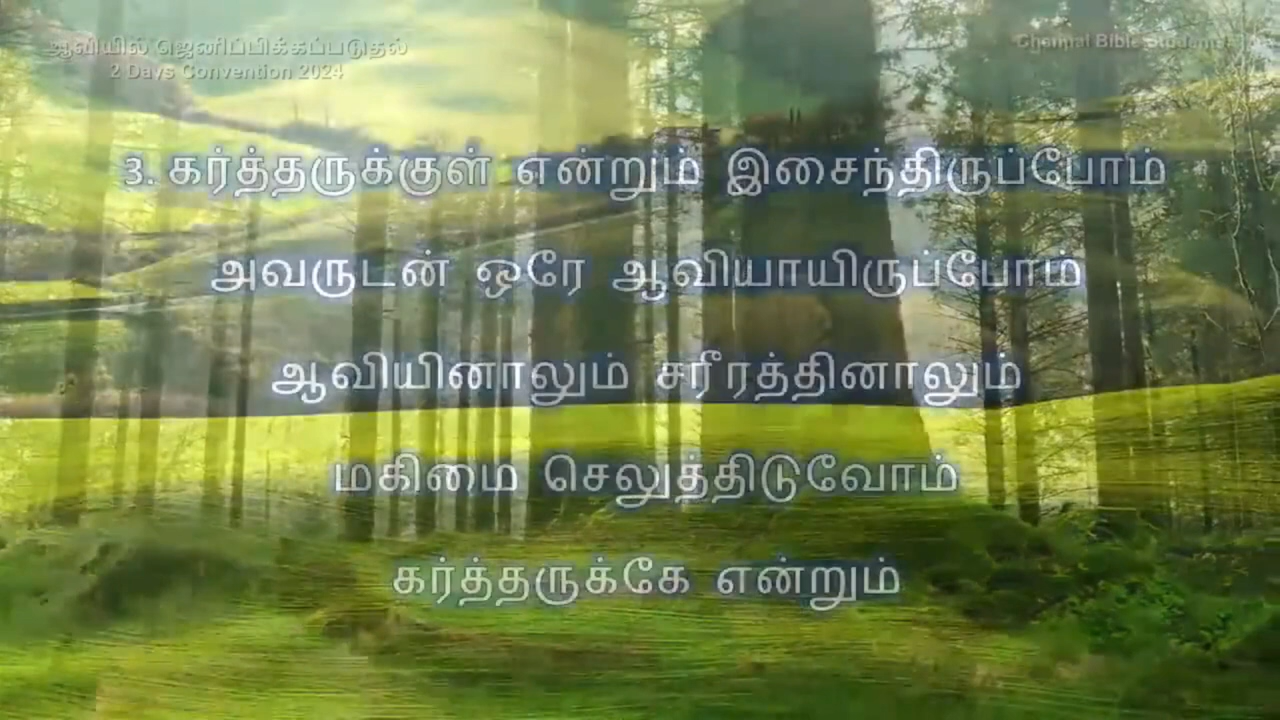 ஆவியில் ஜெனிப்பிக்கப்படுதல்
2 Days Convention 2024
Chennai Bible Students
3. கர்த்தருக்குள் என்றும் இசைந்திருப்போம்
அவருடன் ஒரே ஆவியாயிருப்போம்
ஆவியினாலும் சரீரத்தினாலும்
மகிமை செலுத்திடுவோம்
கர்த்தருக்கே என்றும்